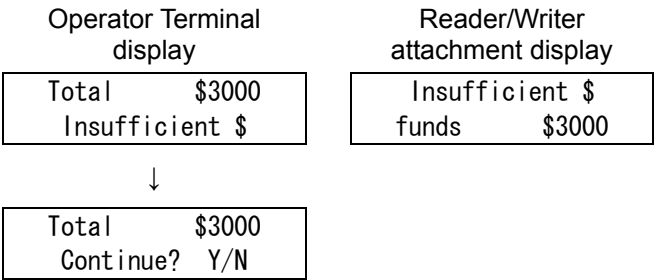 Operator Terminal
display
Total $3000
Insufficient $
↓
Total $3000
Continue? Y/N
Reader/Writer
attachment display
Insufficient $
funds $3000